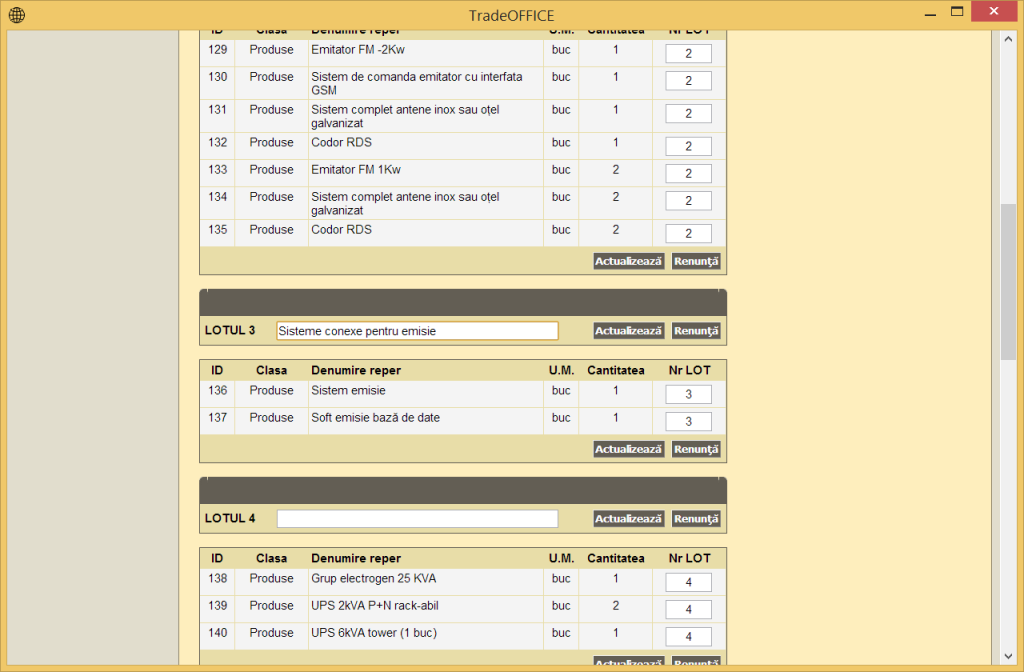 TradeOFFICE
ID Clasa Denumire reper U.M. Cantitatea Nr LOT
129 Produse Emitator FM -2Kw buc 1 2
130 Produse Sistem de comanda emitator cu interfata buc 1 2
GSM
131 Produse Sistem complet antene inox sau oțel buc 1 2
galvanizat
132 Produse Codor RDS buc 1 2
133 Produse Emitator FM 1Kw buc 2 2
134 Produse Sistem complet antene inox sau oțel buc 2 2
galvanizat
135 Produse Codor RDS buc 2 2
Actualizează Renunţă
LOTUL 3 Sisteme conexe pentru emisie Actualizează Renunţă
ID Clasa Denumire reper U.M. Cantitatea Nr LOT
136 Produse Sistem emisie buc 1 3
137 Produse Soft emisie bază de date buc 1 3
Actualizează Renunţă
LOTUL 4 Actualizează Renunţă
ID Clasa Denumire reper U.M. Cantitatea Nr LOT
138 Produse Grup electrogen 25 KVA buc 1 4
139 Produse UPS 2kVA P+N rack-abil buc 2 4
140 Produse UPS 6kVA tower (1 buc) buc 1 4
Actualizează Renunţă